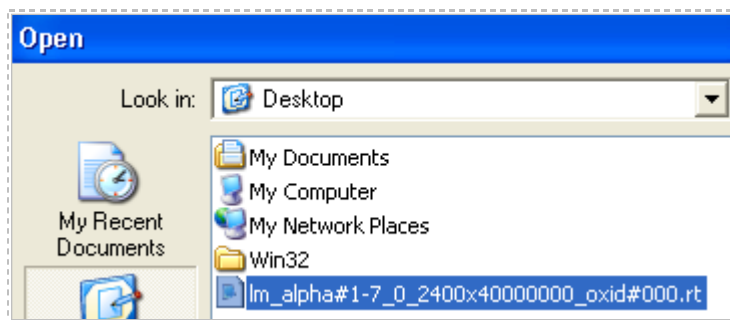 Open
Look in:
Desktop
My Documents
My Computer
My Recent
Documents
My Network Places
Win32
lm_alpha#1-7_0_2400x40000000_oxid#000.rt